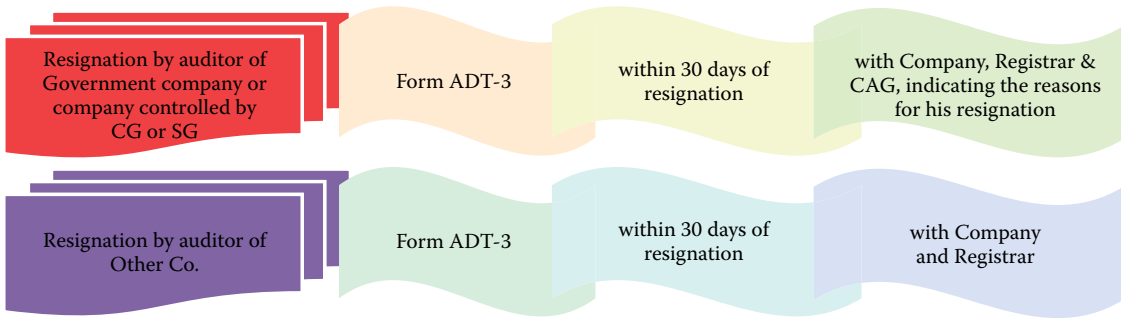 Resignation by auditor of
Government company or
company controlled by
CG or SG
Form ADT-3
within 30 days of
resignation
with Company, Registrar &
CAG, indicating the reasons
for his resignation
Resignation by auditor of
Other Co.
Form ADT-3
within 30 days of
resignation
with Company
and Registrar